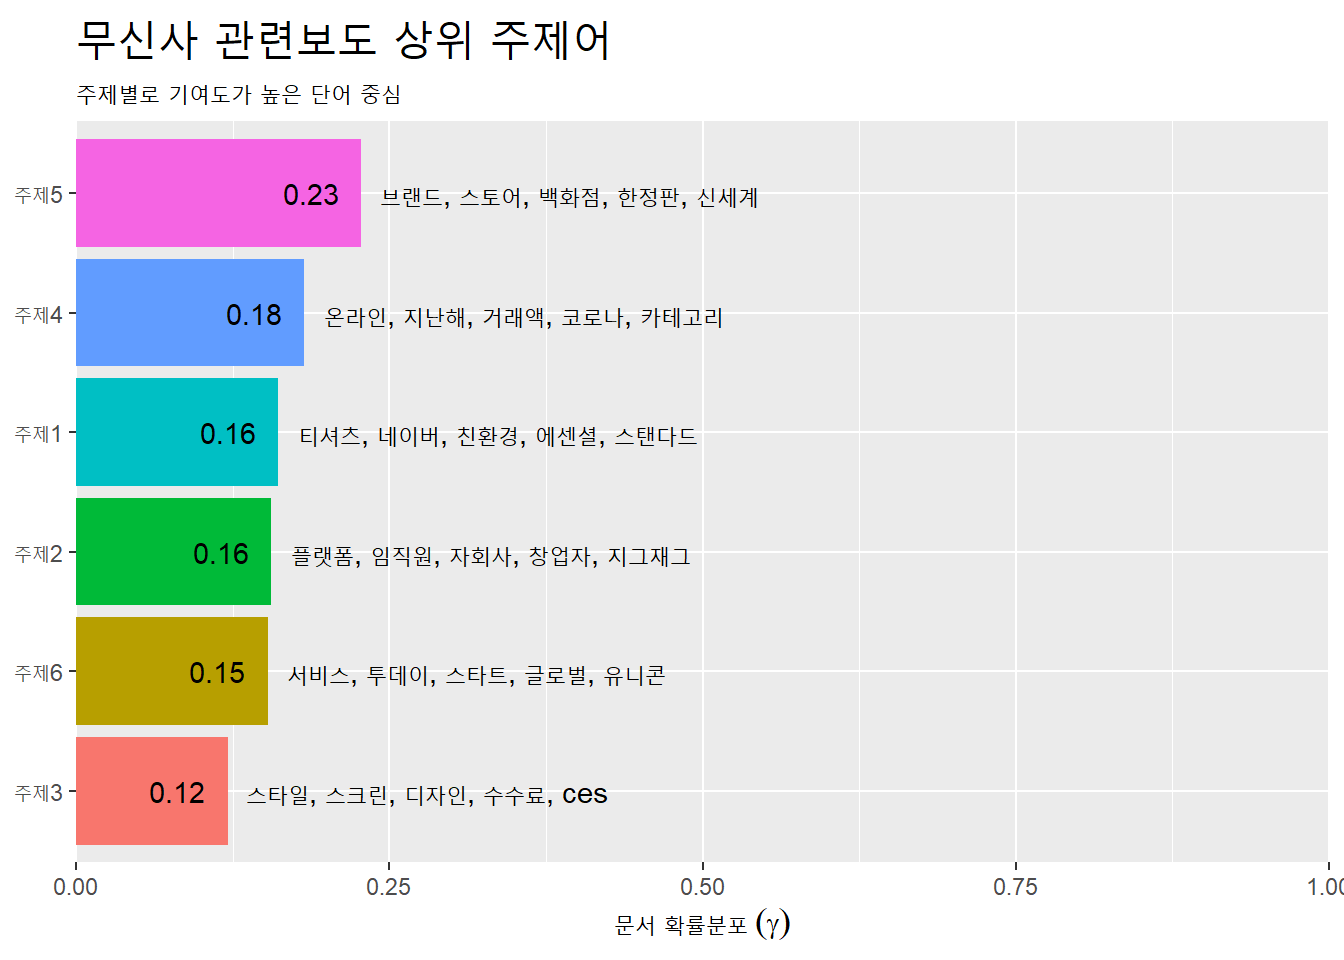 무신사 관련보도 상위 주제어
주제별로 기여도가 높은 단어 중심
주제5 0.23 브랜드, 스토어, 백화점, 한정판, 신세계
주제4 0.18 온라인, 지난해, 거래액, 코로나, 카테고리
주제1 0.16 티셔츠, 네이버, 친환경, 에센셜, 스탠다드
주제2 0.16 플랫폼, 임직원, 자회사, 창업자, 지그재그
주제6 0.15 서비스, 투데이, 스타트, 글로벌, 유니콘
주제3 0.12 스타일, 스크린, 디자인, 수수료, ces
0.00 0.25 0.50 0.75 1.00
문서 확률분포 (γ)